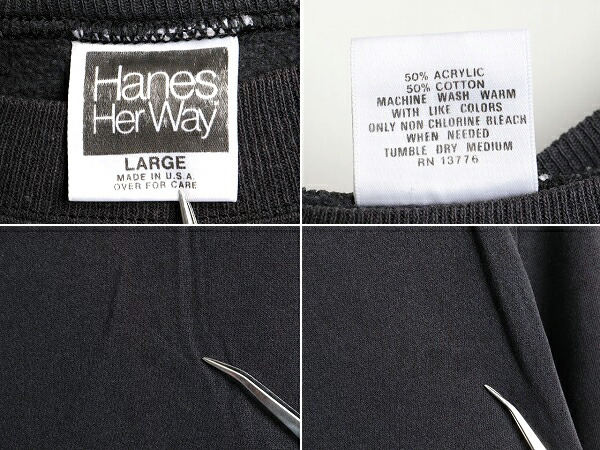 Hanes
Her Way
LARGE
MADE IN U.S.A.
OVER FOR CARE
50% ACRYLIC
50% COTTON
MACHINE WASH WARM
WITH LIKE COLORS
ONLY NON CHLORINE BLEACH
WHEN NEEDED
TUMBLE DRY MEDIUM
RN 13776